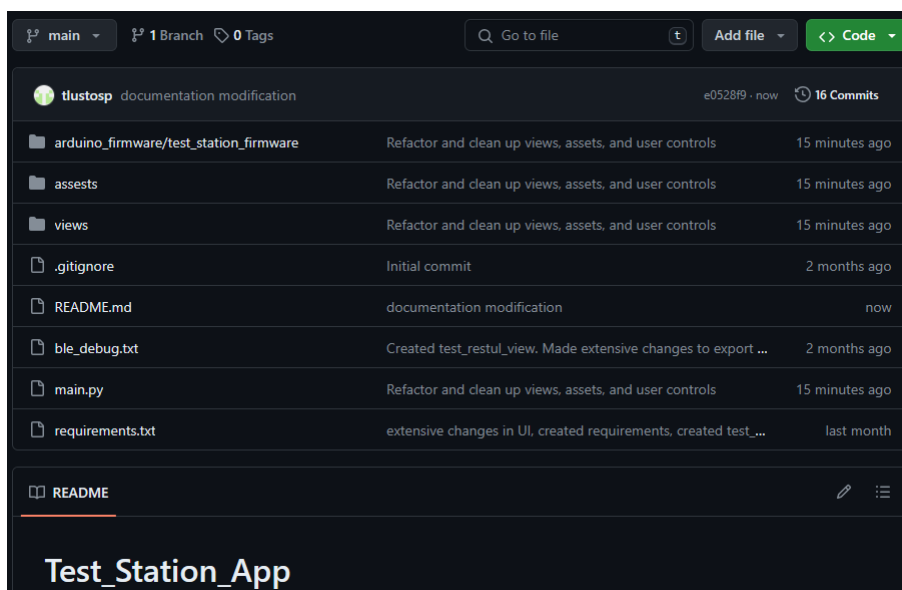 main 1 Branch 0 Tags Go to file t Add file Code
tlustosp documentation modification e0528f9 · now 16 Commits
arduino_firmware/test_station_firmware Refactor and clean up views, assets, and user controls 15 minutes ago
assests Refactor and clean up views, assets, and user controls 15 minutes ago
views Refactor and clean up views, assets, and user controls 15 minutes ago
.gitignore Initial commit 2 months ago
README.md documentation modification now
ble_debug.txt Created test_restul_view. Made extensive changes to export ... 2 months ago
main.py Refactor and clean up views, assets, and user controls 15 minutes ago
requirements.txt extensive changes in UI, created requirements, created test_... last month
README
Test_Station_App